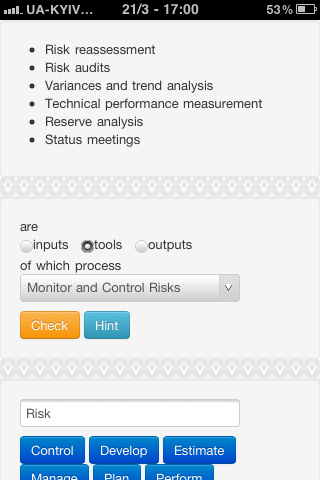 UA-KYIV... 21/3 - 17:00 53%
Risk reassessment
Risk audits
Variances and trend analysis
Technical performance measurement
Reserve analysis
Status meetings
are
inputs tools outputs
of which process
Monitor and Control Risks
Check Hint
Risk
Control Develop Estimate
Manage Plan Perform